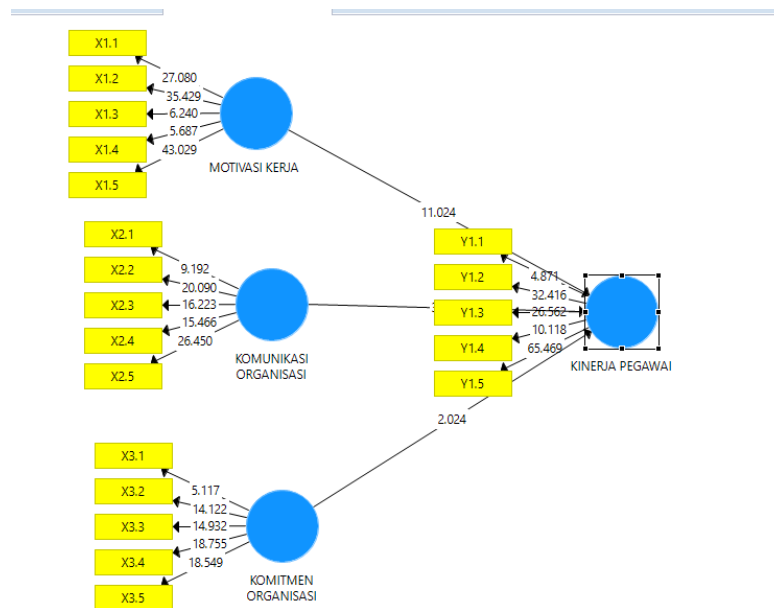 X1.1
X1.2
X1.3
X1.4
X1.5
27.080
35.429
6.240
5.687
43.029
MOTIVASI KERJA
11.024
X2.1
X2.2
X2.3
X2.4
X2.5
9.192
20.090
16.223
15.466
26.450
KOMUNIKASI
ORGANISASI
Y1.1
Y1.2
Y1.3
Y1.4
Y1.5
4.871
32.416
26.562
10.118
65.469
KINERJA PEGAWAI
2.024
X3.1
X3.2
X3.3
X3.4
X3.5
5.117
14.122
14.932
18.755
18.549
KOMITMEN
ORGANISASI